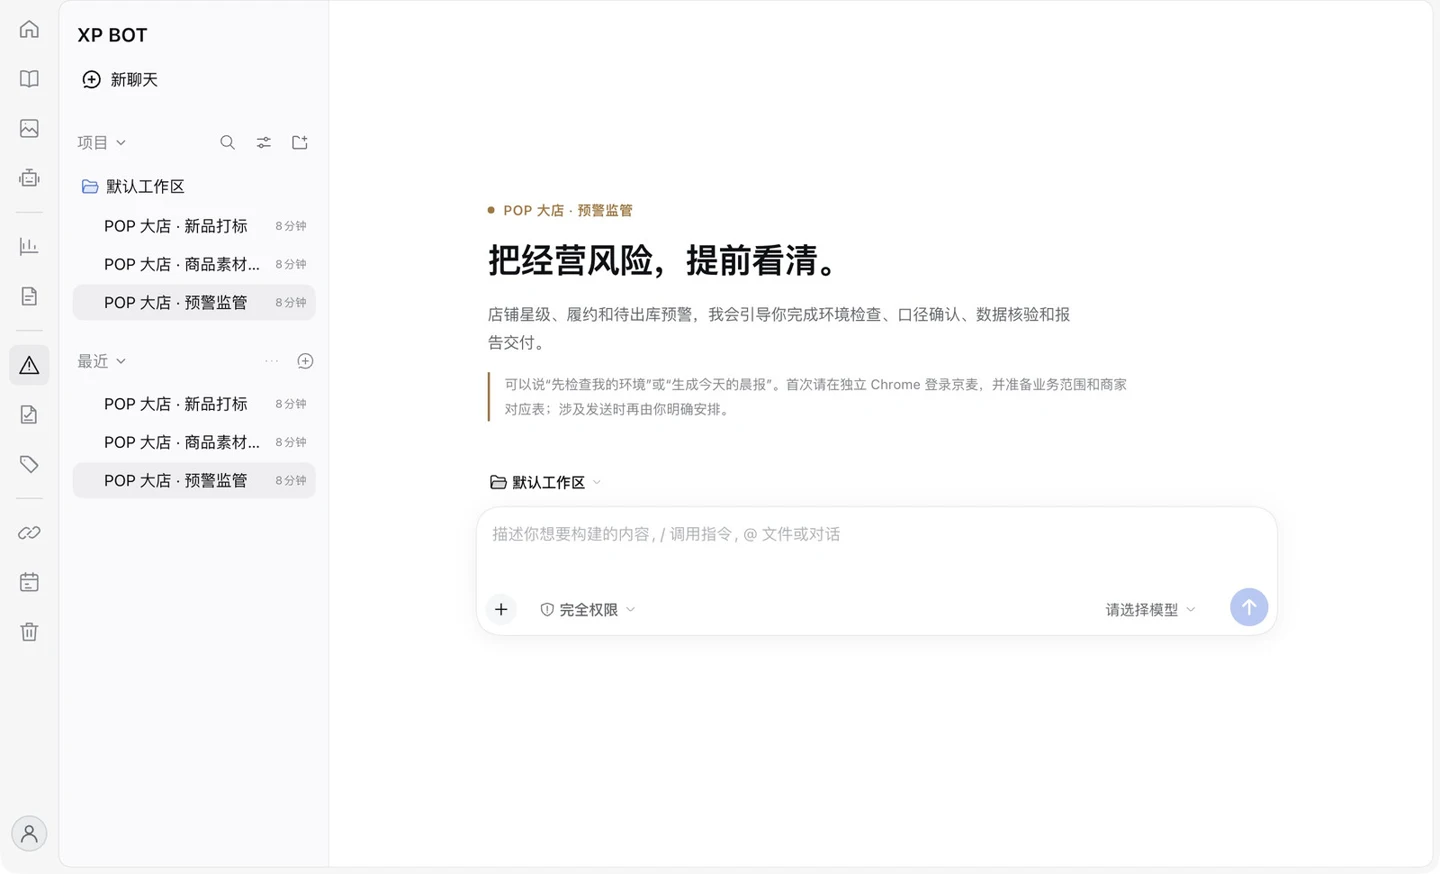 XP BOT
新聊天
项目
默认工作区
POP 大店 · 新品打标 8 分钟
POP 大店 · 商品素材... 8 分钟
POP 大店 · 预警监管 8 分钟
最近
POP 大店 · 新品打标 8 分钟
POP 大店 · 商品素材... 8 分钟
POP 大店 · 预警监管 8 分钟
POP 大店 · 预警监管
把经营风险，提前看清。
店铺星级、履约和待出库预警，我会引导你完成环境检查、口径确认、数据核验和报
告交付。
可以说“先检查我的环境”或“生成今天的晨报”。首次请在独立 Chrome 登录京麦，并准备业务范围和商家
对应表；涉及发送时再由你明确安排。
默认工作区
描述你想要构建的内容, / 调用指令, @ 文件或对话
完全权限
请选择模型